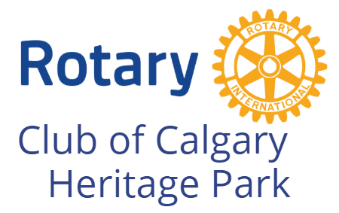 Rotary
ROTARY
INTERNATIONAL
Club of Calgary
Heritage Park